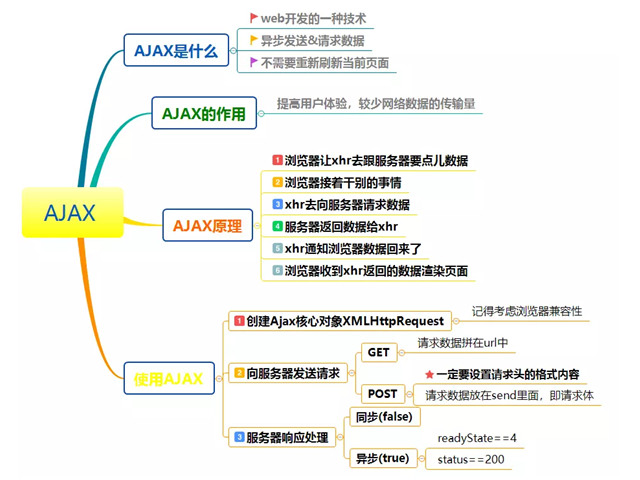 AJAX
AJAX是什么
web开发的一种技术
异步发送&请求数据
不需要重新刷新当前页面
AJAX的作用
提高用户体验，较少网络数据的传输量
AJAX原理
1 浏览器让xhr去跟服务器要点儿数据
2 浏览器接着干别的事情
3 xhr去向服务器请求数据
4 服务器返回数据给xhr
5 xhr通知浏览器数据回来了
6 浏览器收到xhr返回的数据渲染页面
使用AJAX
1 创建Ajax核心对象XMLHttpRequest
记得考虑浏览器兼容性
2 向服务器发送请求
GET
请求数据拼在url中
POST
一定要设置请求头的格式内容
请求数据放在send里面，即请求体
3 服务器响应处理
同步(false)
异步(true)
readyState==4
status==200